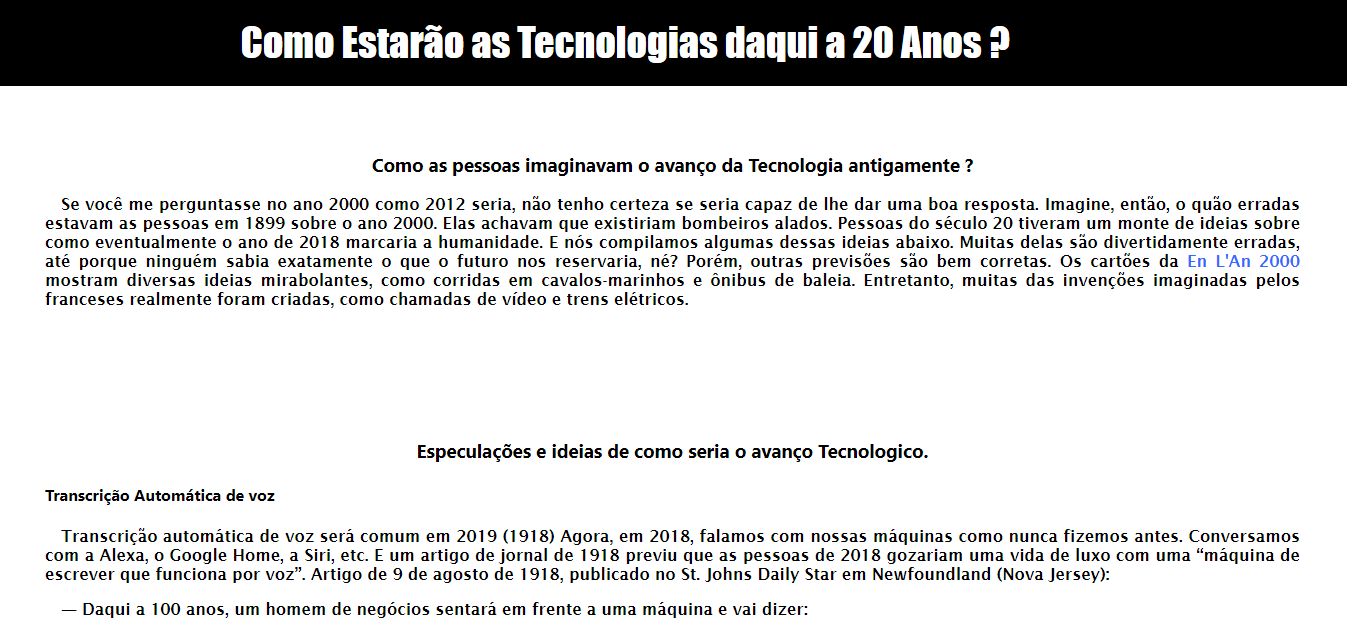 Como Estarão as Tecnologias daqui a 20 Anos ?
Como as pessoas imaginavam o avanço da Tecnologia antigamente ?
Se você me perguntasse no ano 2000 como 2012 seria, não tenho certeza se seria capaz de lhe dar uma boa resposta. Imagine, então, o quão erradas
estavam as pessoas em 1899 sobre o ano 2000. Elas achavam que existiriam bombeiros alados. Pessoas do século 20 tiveram um monte de ideias sobre
como eventualmente o ano de 2018 marcaria a humanidade. E nós compilamos algumas dessas ideias abaixo. Muitas delas são divertidamente erradas,
até porque ninguém sabia exatamente o que o futuro nos reservaria, né? Porém, outras previsões são bem corretas. Os cartões da En L'An 2000
mostram diversas ideias mirabolantes, como corridas em cavalos-marinhos e ônibus de baleia. Entretanto, muitas das invenções imaginadas pelos
franceses realmente foram criadas, como chamadas de vídeo e trens elétricos.
Especulações e ideias de como seria o avanço Tecnologico.
Transcrição Automática de voz
Transcrição automática de voz será comum em 2019 (1918) Agora, em 2018, falamos com nossas máquinas como nunca fizemos antes. Conversamos
com a Alexa, o Google Home, a Siri, etc. E um artigo de jornal de 1918 previu que as pessoas de 2018 gozariam uma vida de luxo com uma “máquina de
escrever que funciona por voz”. Artigo de 9 de agosto de 1918, publicado no St. Johns Daily Star em Newfoundland (Nova Jersey):
— Daqui a 100 anos, um homem de negócios sentará em frente a uma máquina e vai dizer: